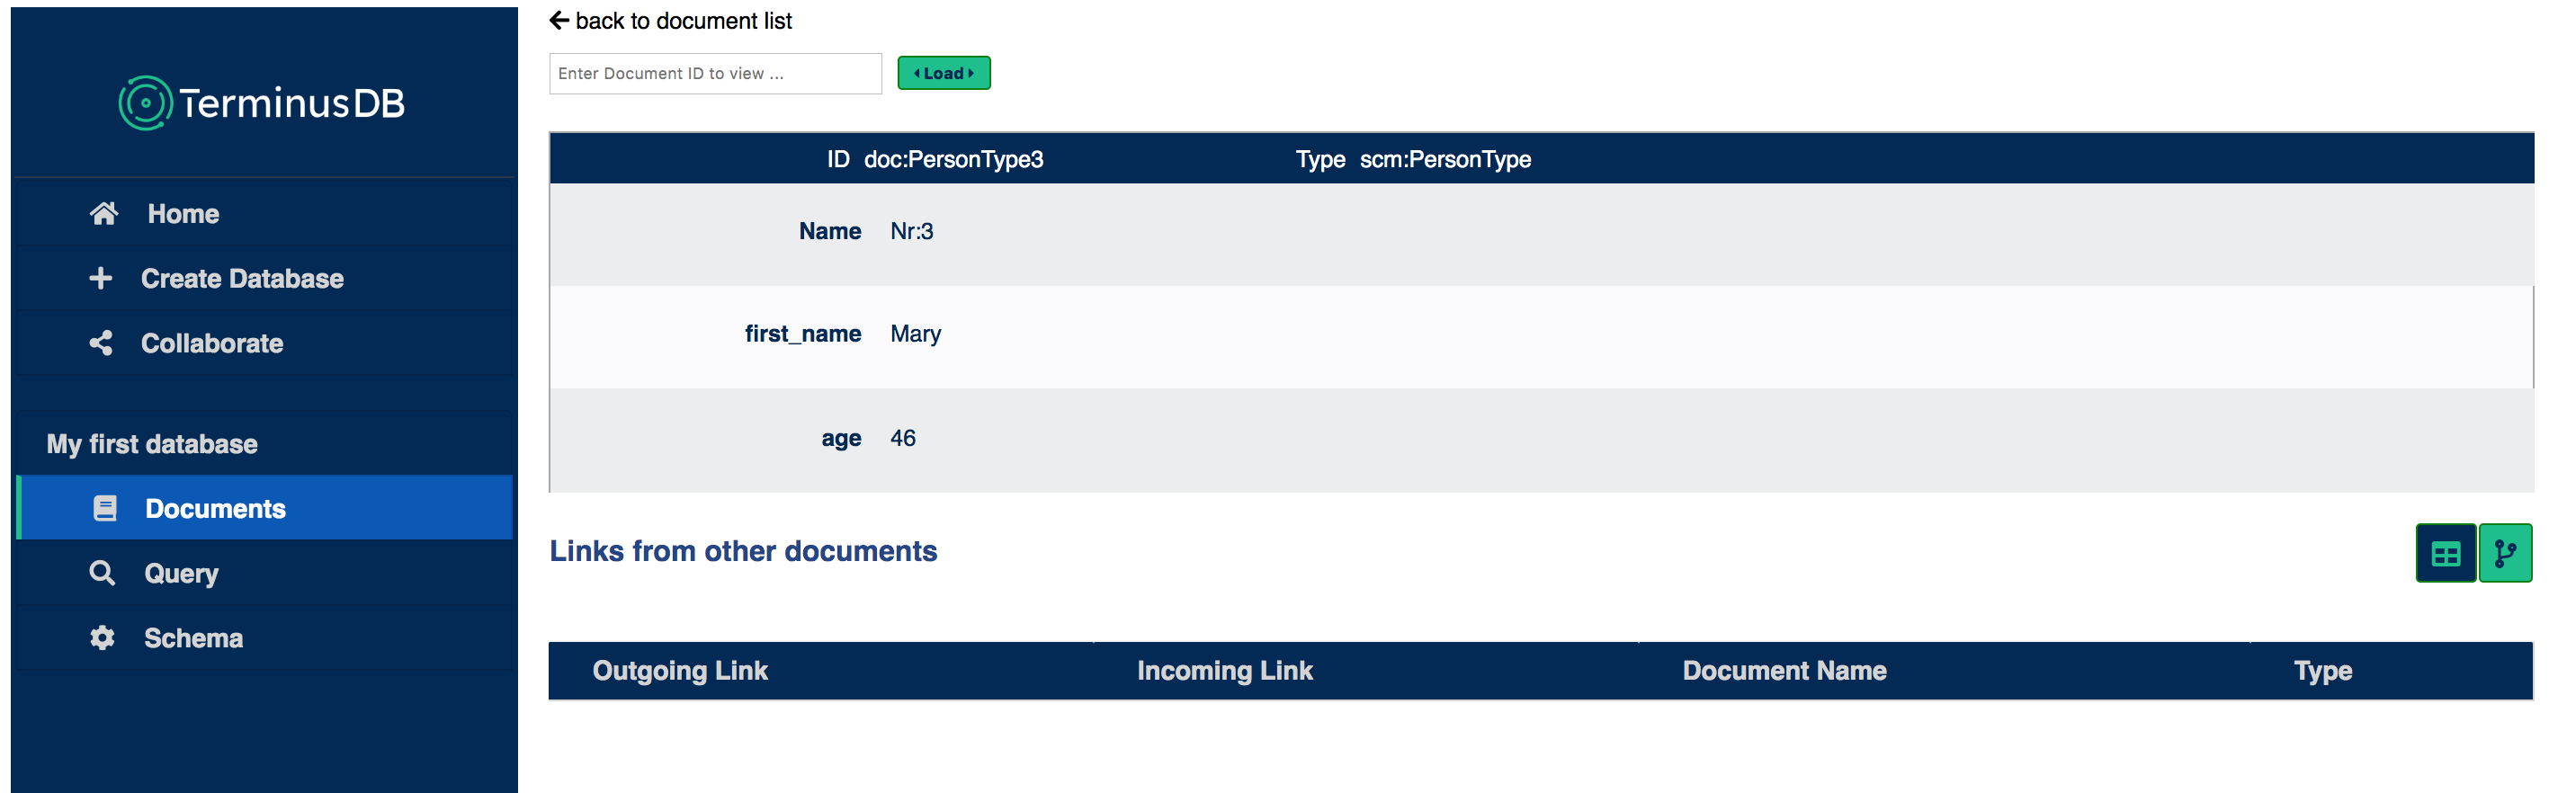 TerminusDB
Home
Create Database
Collaborate
My first database
Documents
Query
Schema
back to document list
Enter Document ID to view ...
Load
ID doc:PersonType3 Type scm:PersonType
Name Nr:3
first_name Mary
age 46
Links from other documents
Outgoing Link Incoming Link Document Name Type